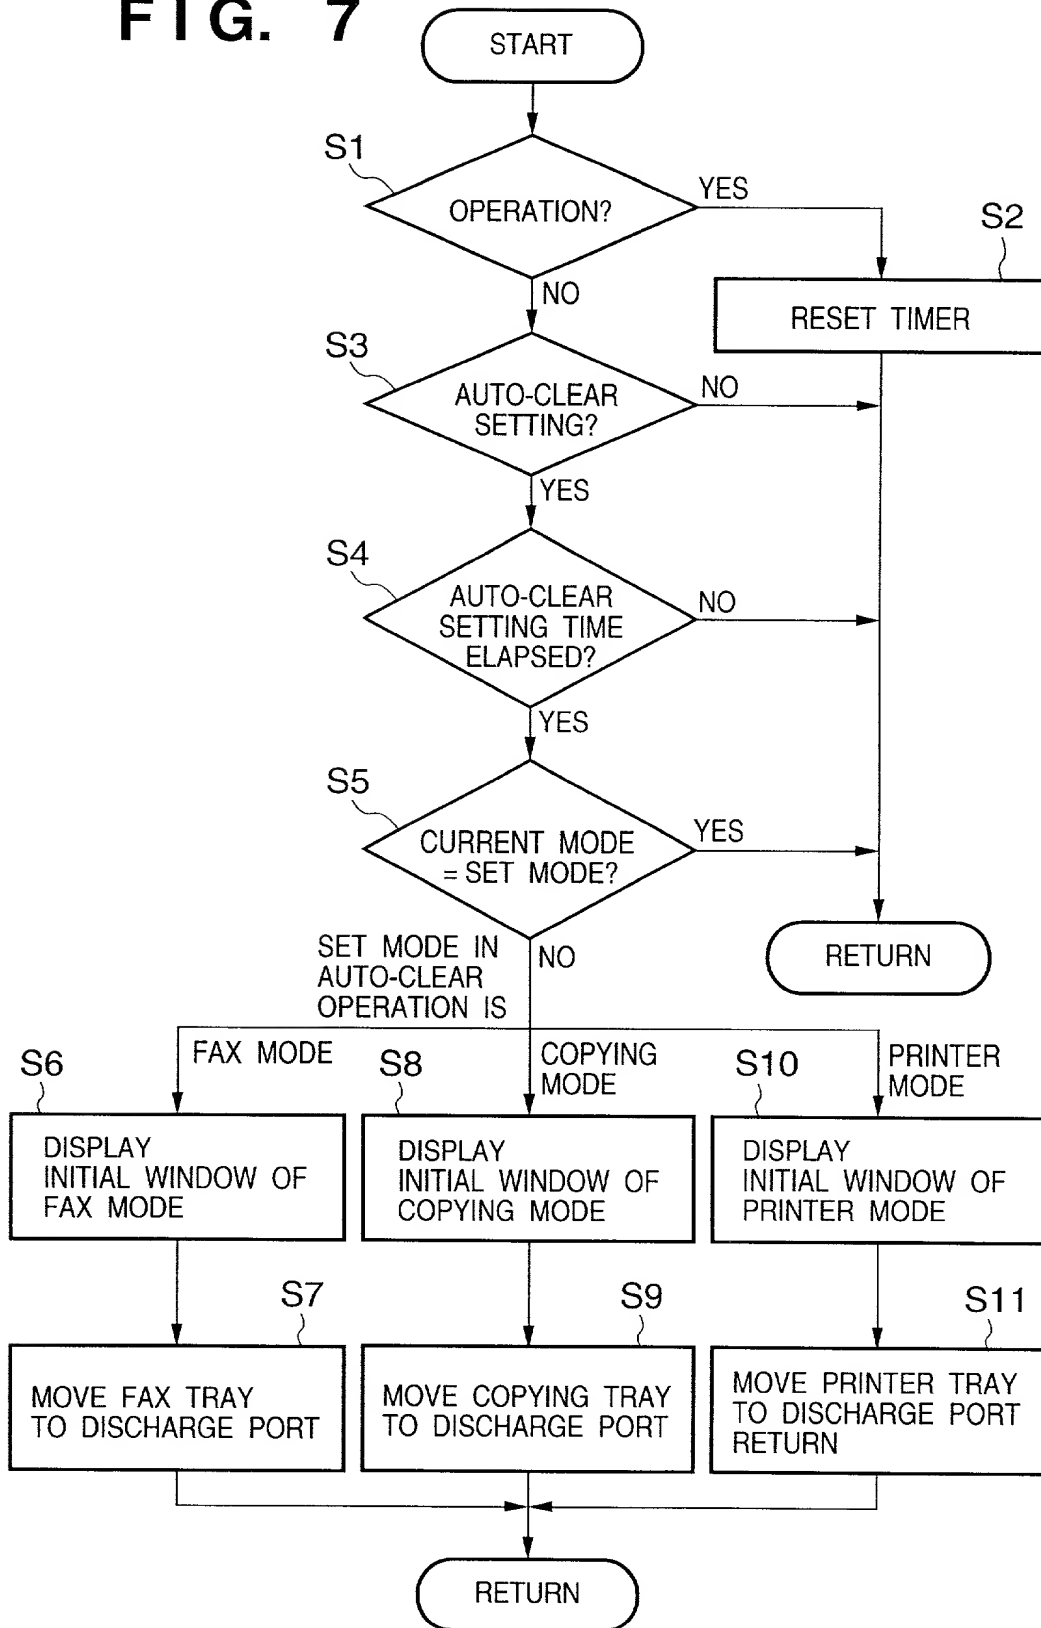 FIG. 7
START
S1
OPERATION?
YES
S2
RESET TIMER
NO
S3
AUTO-CLEAR
SETTING?
NO
YES
S4
AUTO-CLEAR
SETTING TIME
ELAPSED?
NO
YES
S5
CURRENT MODE
= SET MODE?
YES
RETURN
NO
SET MODE IN
AUTO-CLEAR
OPERATION IS
FAX MODE
COPYING
MODE
PRINTER
MODE
S6
DISPLAY
INITIAL WINDOW OF
FAX MODE
S8
DISPLAY
INITIAL WINDOW OF
COPYING MODE
S10
DISPLAY
INITIAL WINDOW OF
PRINTER MODE
S7
MOVE FAX TRAY
TO DISCHARGE PORT
S9
MOVE COPYING TRAY
TO DISCHARGE PORT
S11
MOVE PRINTER TRAY
TO DISCHARGE PORT
RETURN
RETURN